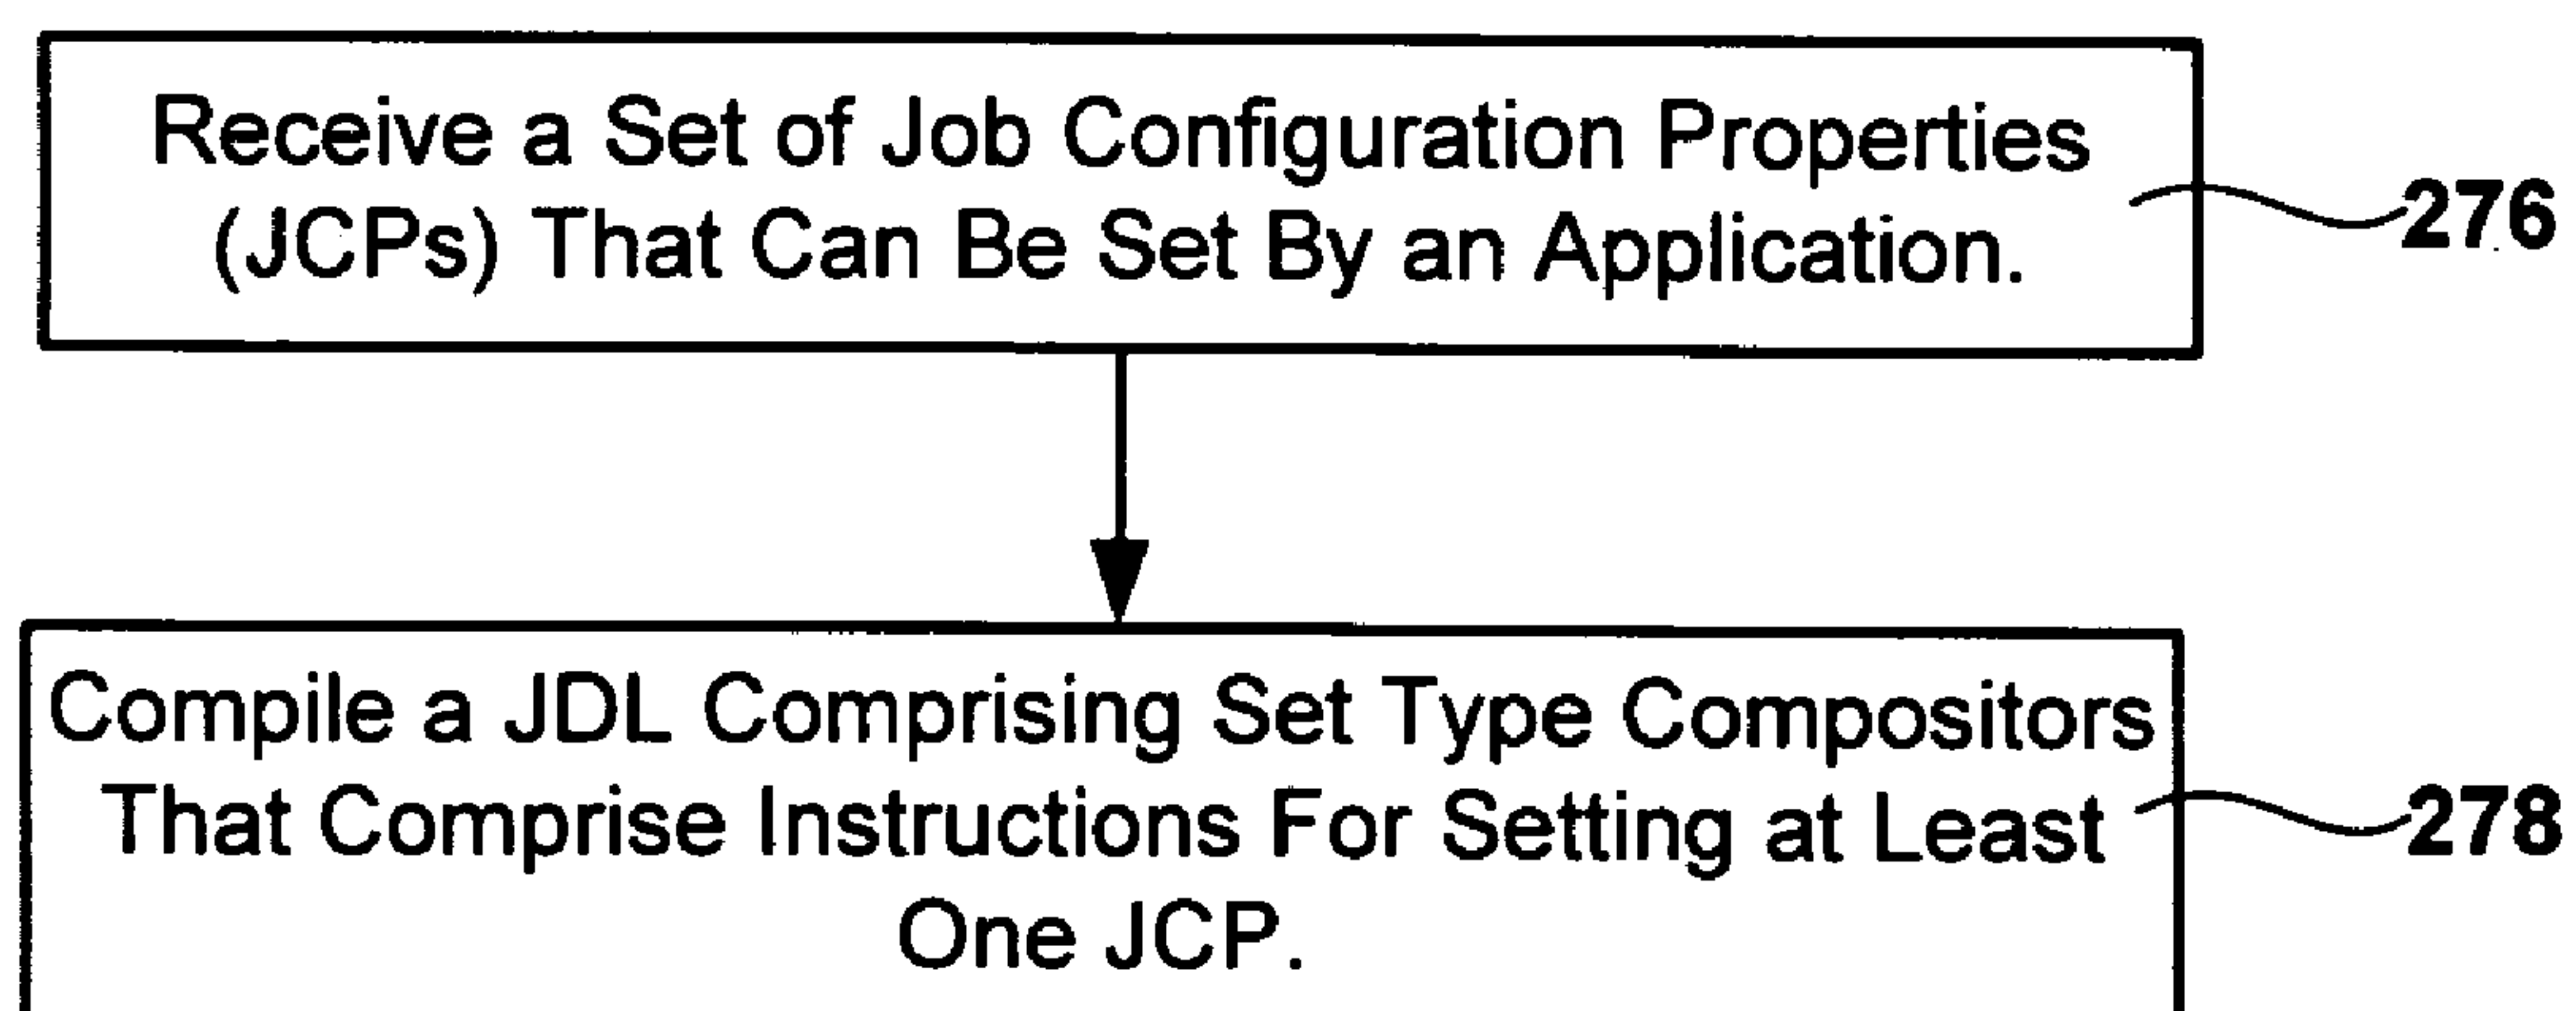 Receive a Set of Job Configuration Properties
(JCPs) That Can Be Set By an Application.
276
Compile a JDL Comprising Set Type Compositors
That Comprise Instructions For Setting at Least
One JCP.
278